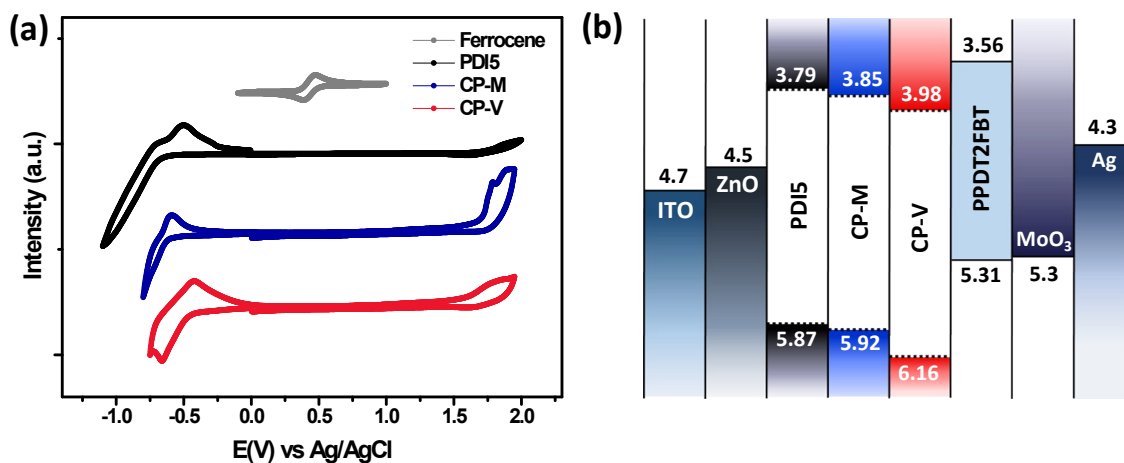 (a)
Ferrocene
PDI5
CP-M
CP-V
Intensity (a.u.)
-1.0 -0.5 0.0 0.5 1.0 1.5 2.0
E(V) vs Ag/AgCl
(b)
4.7
ITO
4.5
ZnO
3.79
PDI5
5.87
3.85
CP-M
5.92
3.98
CP-V
6.16
3.56
PPDT2FBT
5.31
MoO₃
5.3
4.3
Ag